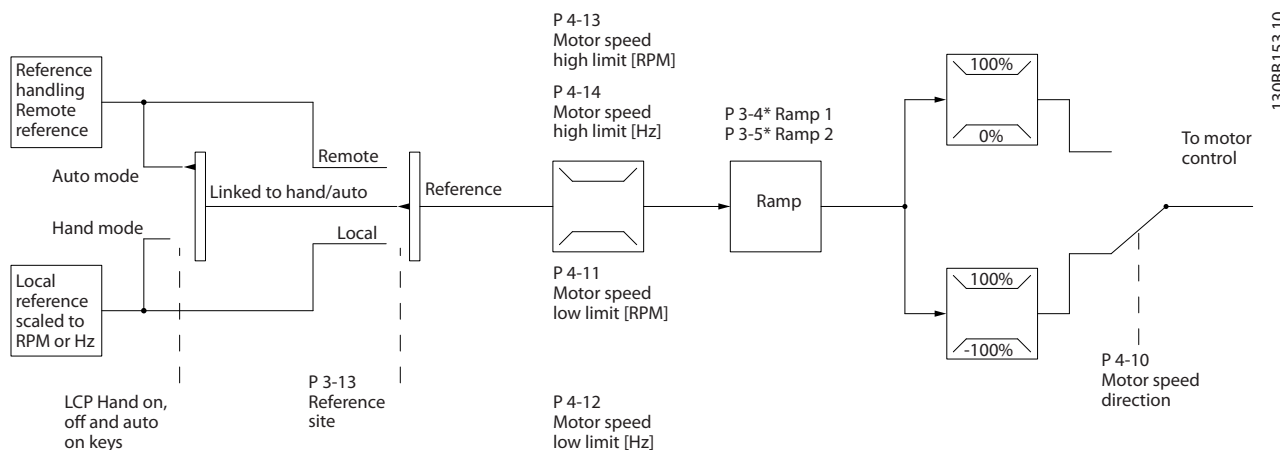 Reference
handling
Remote
reference
Auto mode
Hand mode
Local
reference
scaled to
RPM or Hz
LCP Hand on,
off and auto
on keys
Linked to hand/auto
Remote
Local
P 3-13
Reference
site
Reference
P 4-13
Motor speed
high limit [RPM]
P 4-14
Motor speed
high limit [Hz]
P 4-11
Motor speed
low limit [RPM]
P 4-12
Motor speed
low limit [Hz]
P 3-4* Ramp 1
P 3-5* Ramp 2
Ramp
100%
0%
100%
-100%
To motor
control
P 4-10
Motor speed
direction
130BB153.10